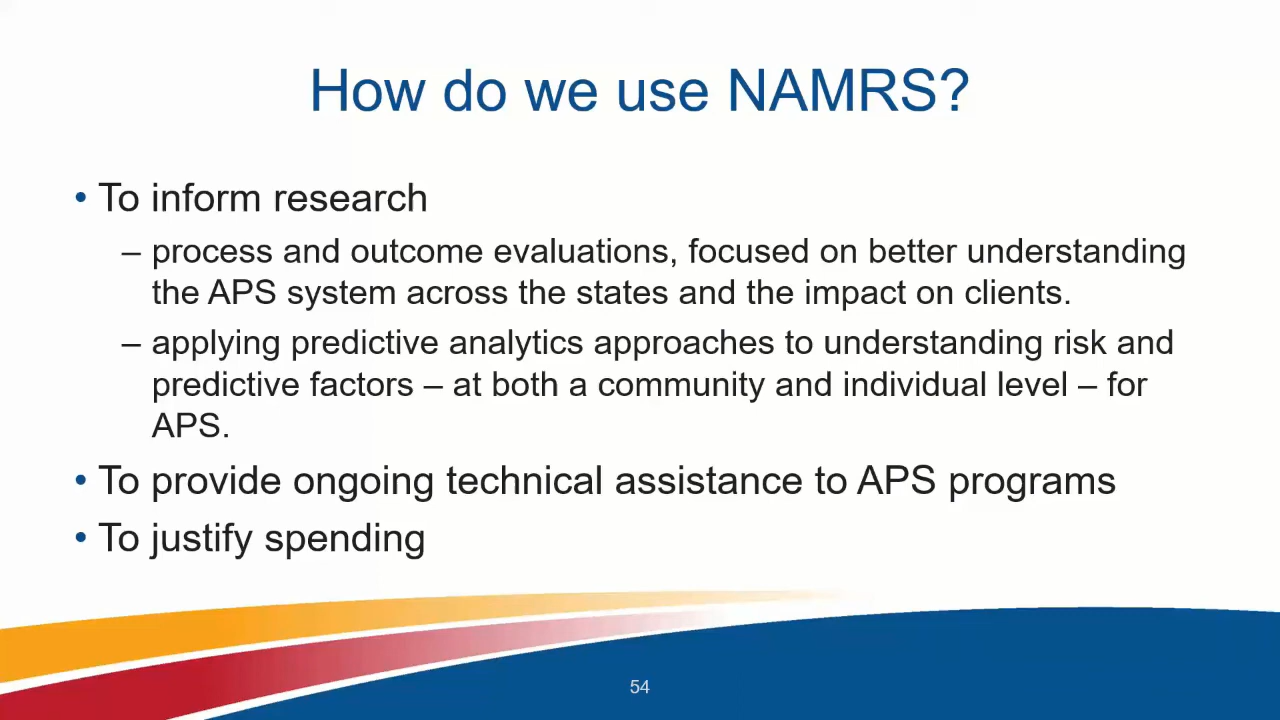 How do we use NAMRS?
• To inform research
– process and outcome evaluations, focused on better understanding
the APS system across the states and the impact on clients.
– applying predictive analytics approaches to understanding risk and
predictive factors – at both a community and individual level – for
APS.
• To provide ongoing technical assistance to APS programs
• To justify spending
54